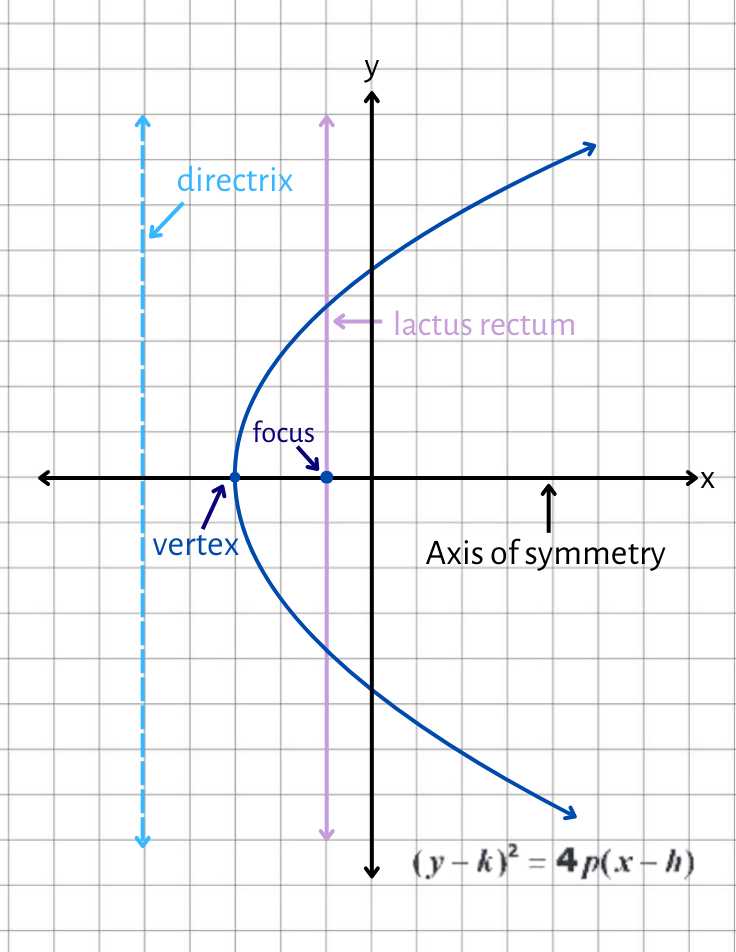 y
directrix
lactus rectum
focus
x
vertex
Axis of symmetry
(y − k)² = 4p(x − h)